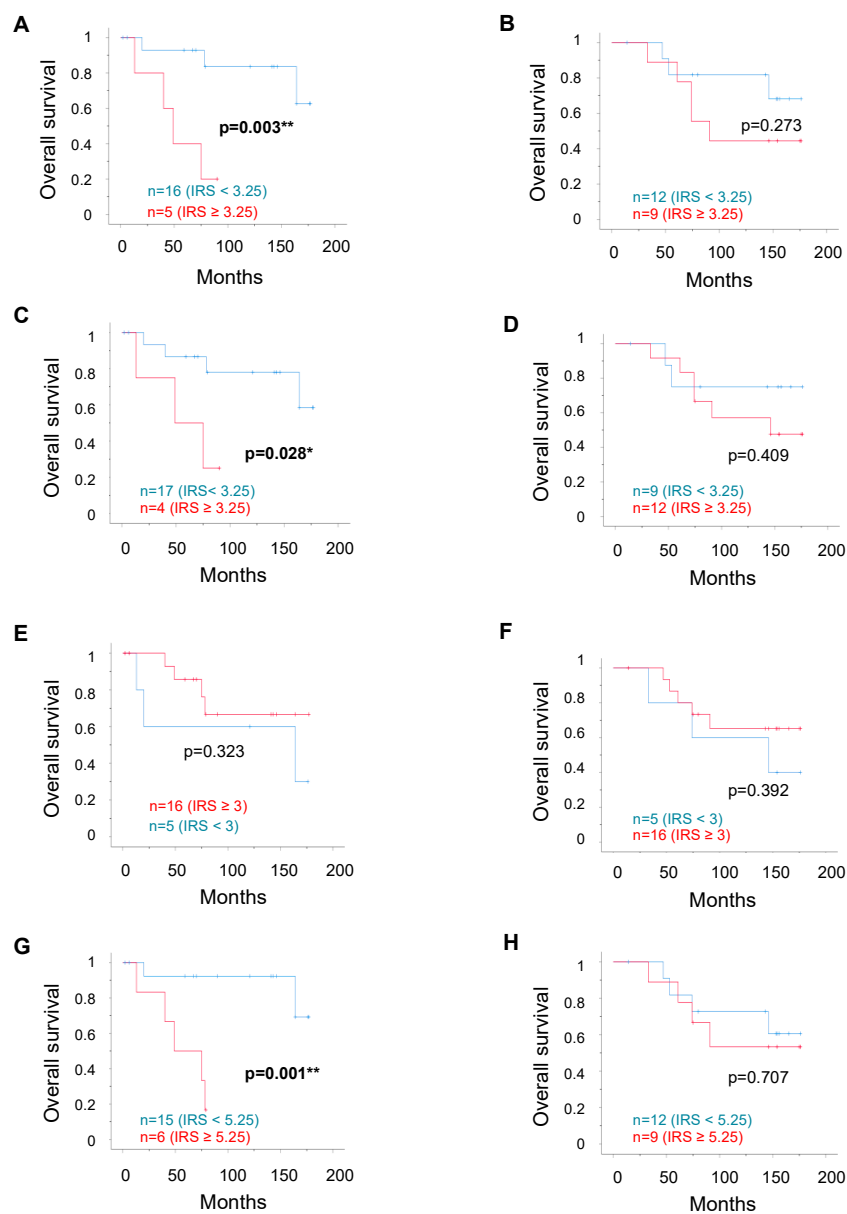 A
Overall survival
1
0.8
0.6
0.4
0.2
0
p=0.003**
n=16 (IRS < 3.25)
n=5 (IRS ≥ 3.25)
0 50 100 150 200
Months
B
Overall survival
1
0.8
0.6
0.4
0.2
0
p=0.273
n=12 (IRS < 3.25)
n=9 (IRS ≥ 3.25)
0 50 100 150 200
Months
C
Overall survival
1
0.8
0.6
0.4
0.2
0
p=0.028*
n=17 (IRS< 3.25)
n=4 (IRS ≥ 3.25)
0 50 100 150 200
Months
D
Overall survival
1
0.8
0.6
0.4
0.2
0
p=0.409
n=9 (IRS < 3.25)
n=12 (IRS ≥ 3.25)
0 50 100 150 200
Months
E
Overall survival
1
0.8
0.6
0.4
0.2
0
p=0.323
n=16 (IRS ≥ 3)
n=5 (IRS < 3)
0 50 100 150 200
Months
F
Overall survival
1
0.8
0.6
0.4
0.2
0
p=0.392
n=5 (IRS < 3)
n=16 (IRS ≥ 3)
0 50 100 150 200
Months
G
Overall survival
1
0.8
0.6
0.4
0.2
0
p=0.001**
n=15 (IRS < 5.25)
n=6 (IRS ≥ 5.25)
0 50 100 150 200
Months
H
Overall survival
1
0.8
0.6
0.4
0.2
0
p=0.707
n=12 (IRS < 5.25)
n=9 (IRS ≥ 5.25)
0 50 100 150 200
Months